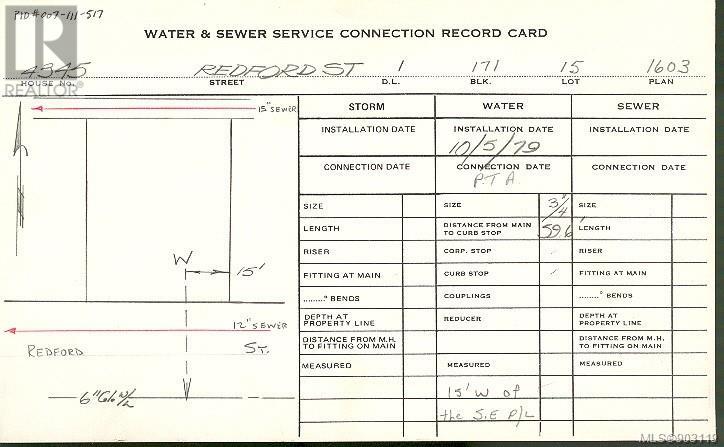 PID# 007-111-517
WATER & SEWER SERVICE CONNECTION RECORD CARD
4345 REDFORD ST 1 171 15 1603
HOUSE No. STREET D.L. BLK. LOT PLAN
REALTOR®
15" SEWER
W
15'
12" SEWER
REDFORD ST.
6"
STORM WATER SEWER
INSTALLATION DATE INSTALLATION DATE INSTALLATION DATE
10/5/79
CONNECTION DATE CONNECTION DATE CONNECTION DATE
P.T.A.
SIZE SIZE 3/4" SIZE
LENGTH DISTANCE FROM MAIN TO CURB STOP 59.6' LENGTH
RISER CORP. STOP RISER
FITTING AT MAIN CURB STOP FITTING AT MAIN
........° BENDS COUPLINGS ........° BENDS
DEPTH AT PROPERTY LINE REDUCER DEPTH AT PROPERTY LINE
DISTANCE FROM M.H. TO FITTING ON MAIN DISTANCE FROM M.H. TO FITTING ON MAIN
MEASURED MEASURED MEASURED
15' W of
the S.E P/L
MLS®903149